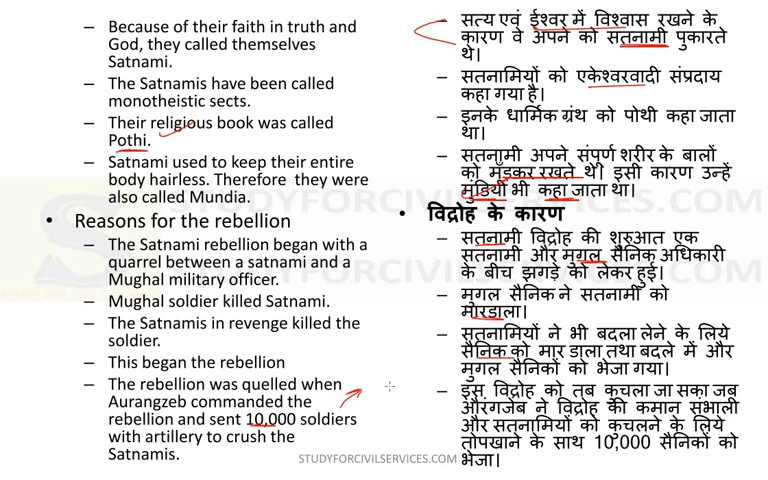 – Because of their faith in truth and
God, they called themselves
Satnami.
– The Satnamis have been called
monotheistic sects.
– Their religious book was called
Pothi.
– Satnami used to keep their entire
body hairless. Therefore they were
also called Mundia.
• Reasons for the rebellion
– The Satnami rebellion began with a
quarrel between a satnami and a
Mughal military officer.
– Mughal soldier killed Satnami.
– The Satnamis in revenge killed the
soldier.
– This began the rebellion
– The rebellion was quelled when
Aurangzeb commanded the
rebellion and sent 10,000 soldiers
with artillery to crush the
Satnamis.
– सत्य एवं ईश्वर में विश्वास रखने के
कारण वे अपने को सतनामी पुकारते
थे।
– सतनामियों को एकेश्वरवादी संप्रदाय
कहा गया है।
– इनके धार्मिक ग्रंथ को पोथी कहा जाता
था।
– सतनामी अपने संपूर्ण शरीर के बालों
को मूंडकर रखते थे। इसी कारण उन्हें
मुंडिया भी कहा जाता था।
• विद्रोह के कारण
– सतनामी विद्रोह की शुरुआत एक
सतनामी और मुगल सैनिक अधिकारी
के बीच झगड़े को लेकर हुई।
– मुगल सैनिक ने सतनामी को
मारडाला।
– सतनामियों ने भी बदला लेने के लिये
सैनिक को मार डाला तथा बदले में और
मुगल सैनिकों को भेजा गया।
– इस विद्रोह को तब कुचला जा सका जब
औरंगजेब ने विद्रोह की कमान संभाली
और सतनामियों को कुचलने के लिये
तोपखाने के साथ 10,000 सैनिकों को
भेजा।
STUDYFORCIVILSERVICES.COM